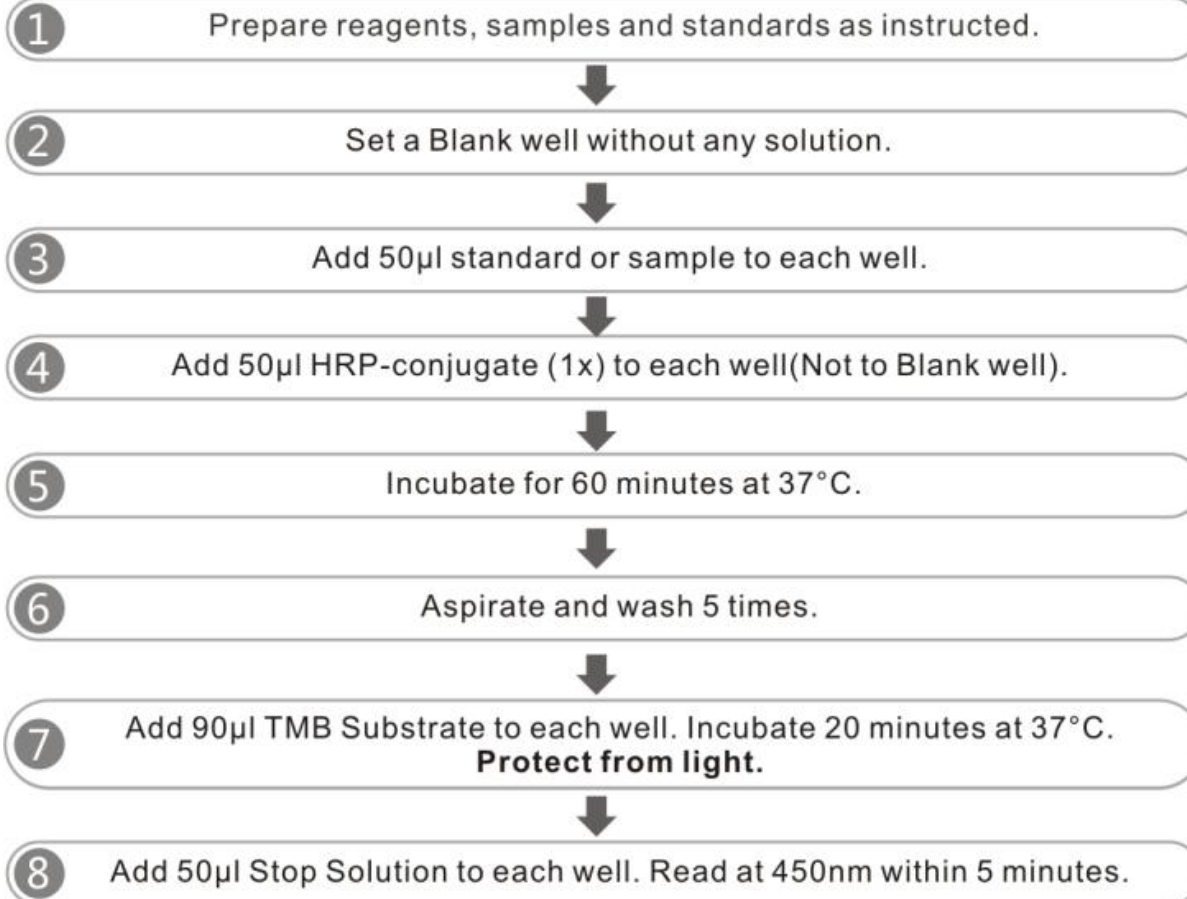 1 Prepare reagents, samples and standards as instructed.
2 Set a Blank well without any solution.
3 Add 50μl standard or sample to each well.
4 Add 50μl HRP-conjugate (1x) to each well(Not to Blank well).
5 Incubate for 60 minutes at 37°C.
6 Aspirate and wash 5 times.
7 Add 90μl TMB Substrate to each well. Incubate 20 minutes at 37°C.
Protect from light.
8 Add 50μl Stop Solution to each well. Read at 450nm within 5 minutes.